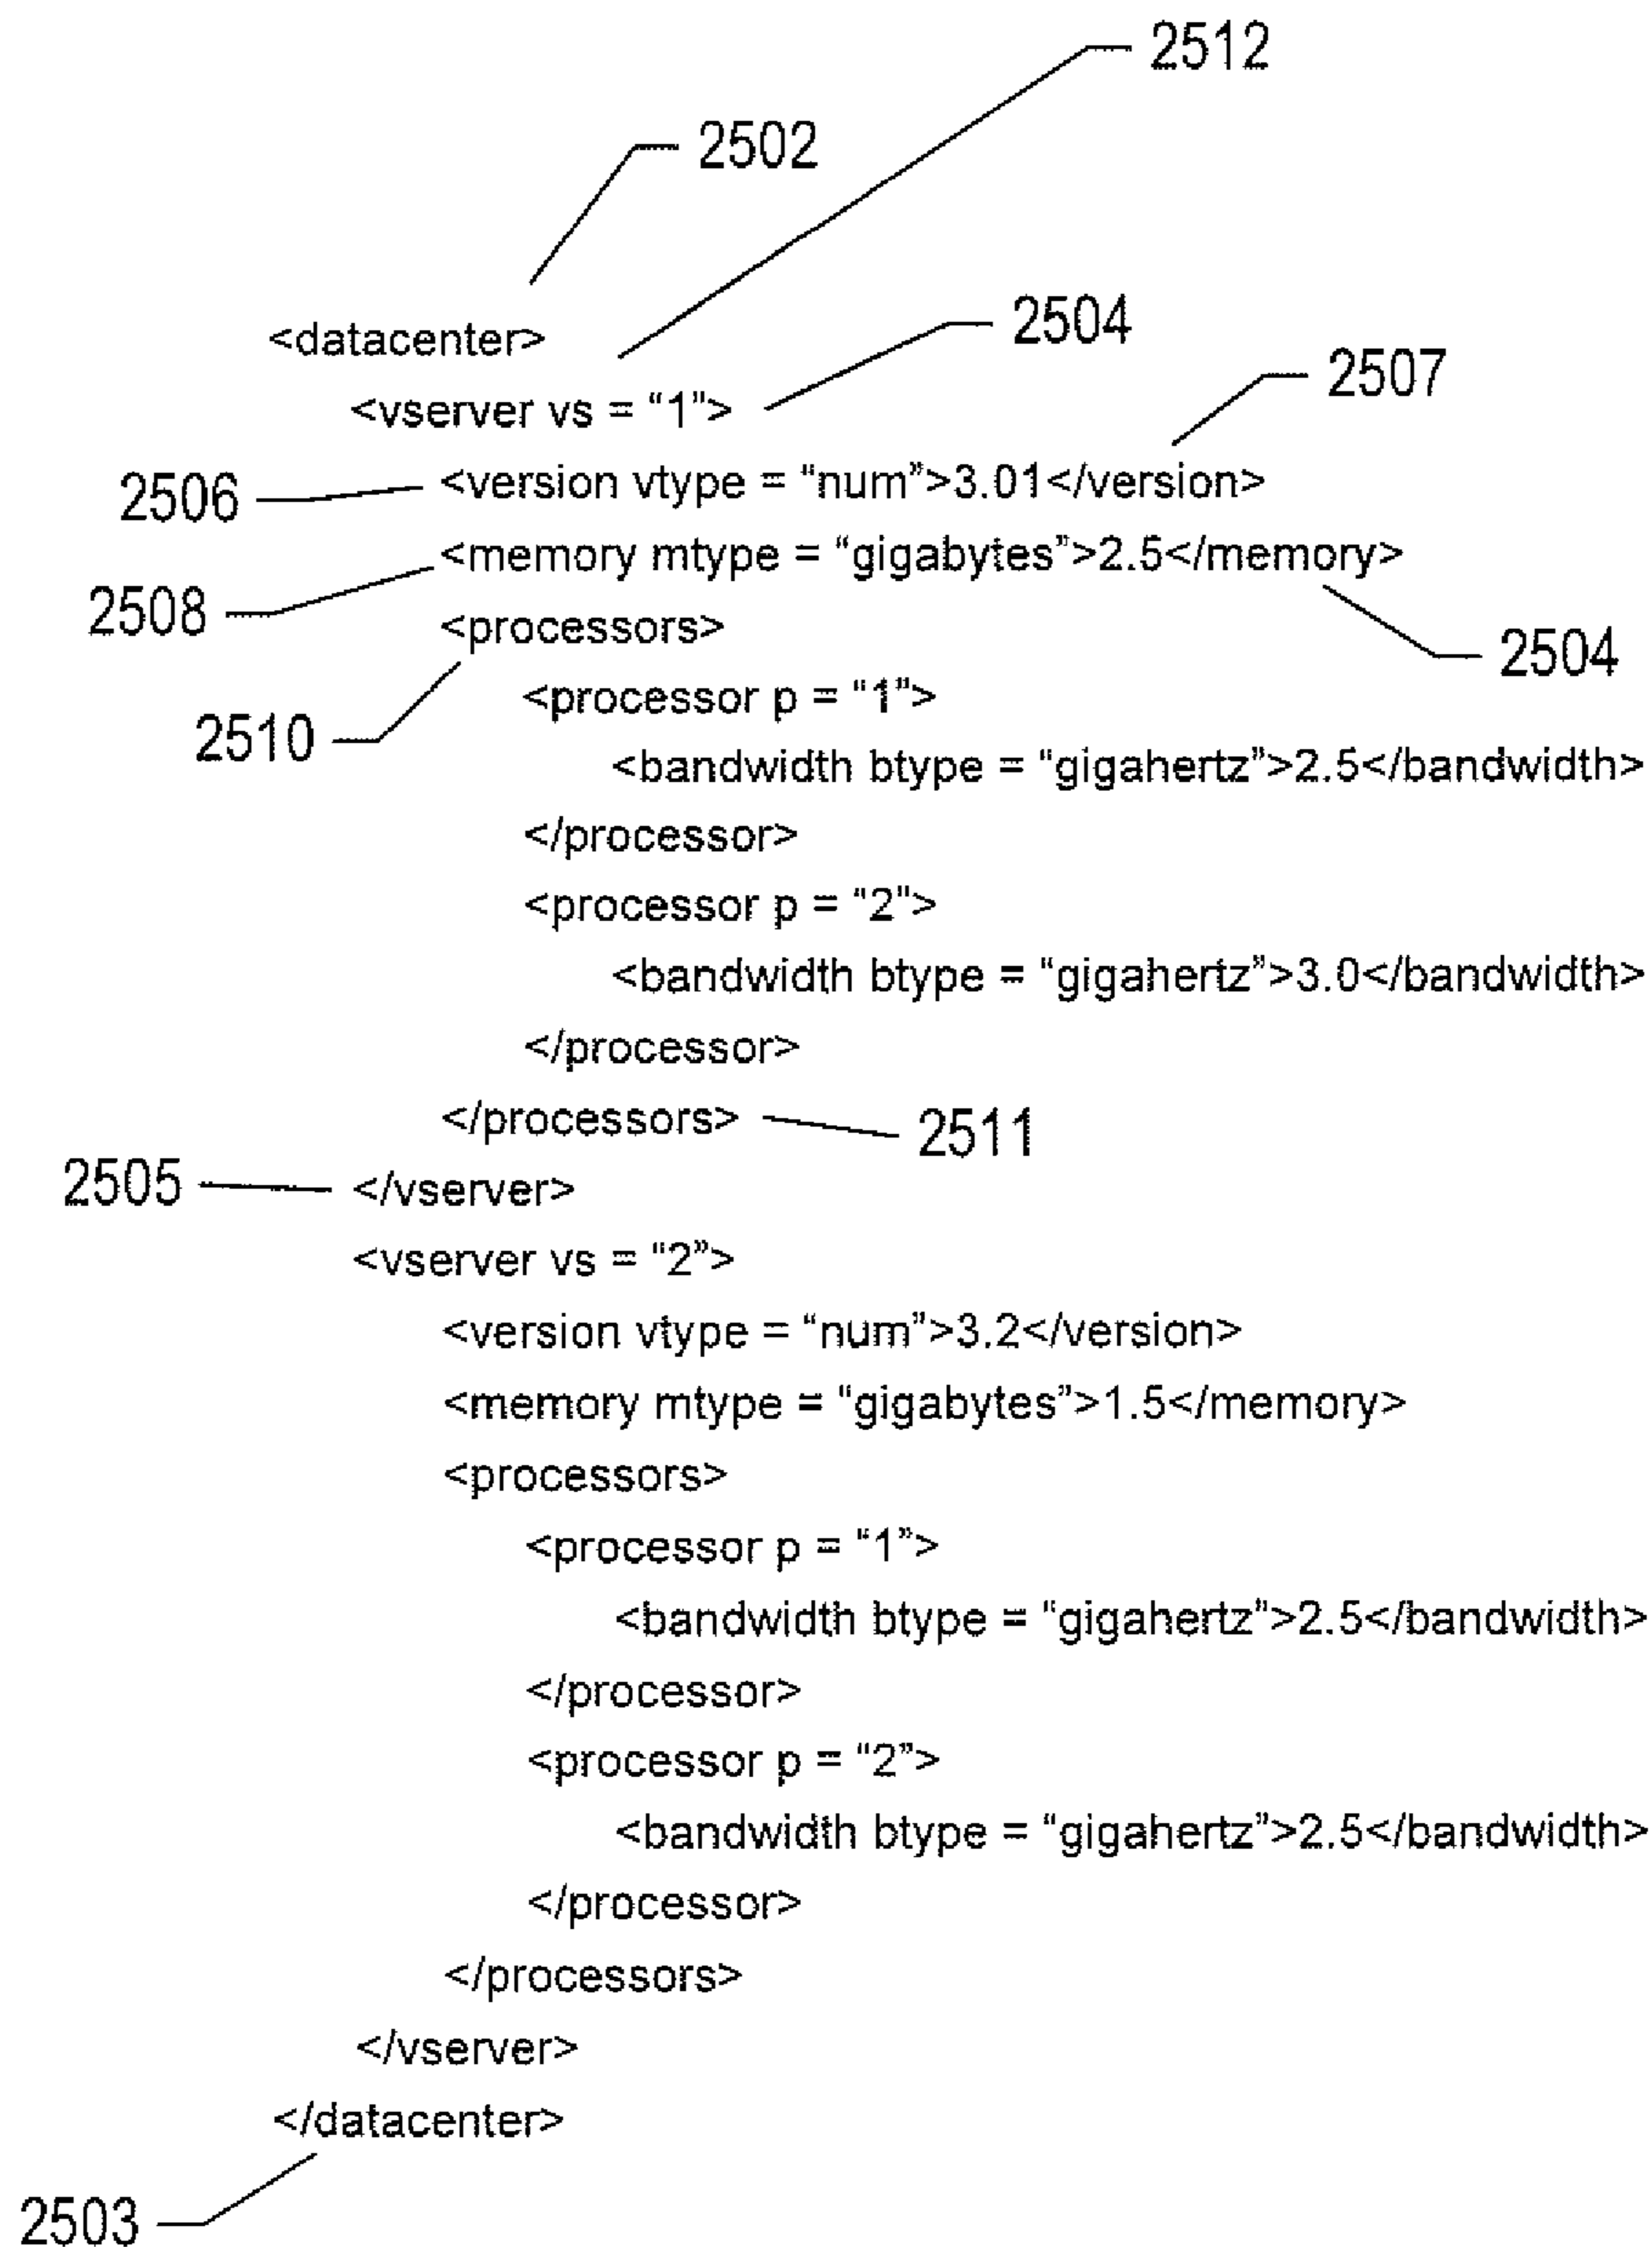 2512
2502
<datacenter>
2504
<vserver vs = “1”>
2507
2506
<version vtype = “num”>3.01</version>
<memory mtype = “gigabytes”>2.5</memory>
2508
<processors>
2504
2510
<processor p = “1”>
<bandwidth btype = “gigahertz”>2.5</bandwidth>
</processor>
<processor p = “2”>
<bandwidth btype = “gigahertz”>3.0</bandwidth>
</processor>
</processors>
2511
2505
</vserver>
<vserver vs = “2”>
<version vtype = “num”>3.2</version>
<memory mtype = “gigabytes”>1.5</memory>
<processors>
<processor p = “1”>
<bandwidth btype = “gigahertz”>2.5</bandwidth>
</processor>
<processor p = “2”>
<bandwidth btype = “gigahertz”>2.5</bandwidth>
</processor>
</processors>
</vserver>
</datacenter>
2503